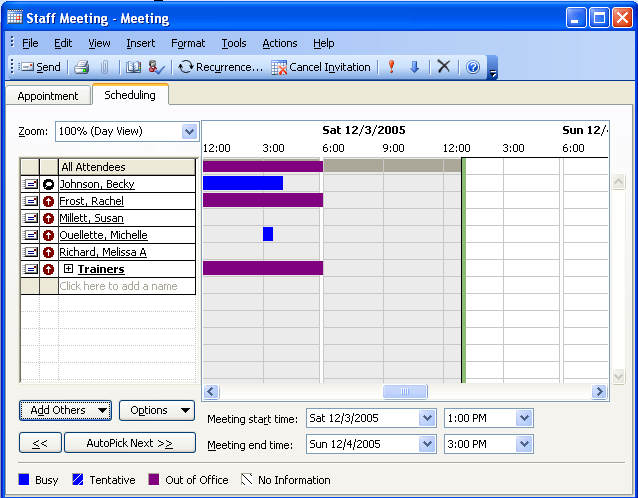 Staff Meeting - Meeting
File Edit View Insert Format Tools Actions Help
Send Recurrence... Cancel Invitation
Appointment Scheduling
Zoom: 100% (Day View)
Sat 12/3/2005 Sun 12/4
12:00 3:00 6:00 9:00 12:00 3:00 6:00
All Attendees
Johnson, Becky
Frost, Rachel
Millett, Susan
Ouellette, Michelle
Richard, Melissa A
Trainers
Click here to add a name
Add Others Options
<< AutoPick Next >>
Meeting start time: Sat 12/3/2005 1:00 PM
Meeting end time: Sun 12/4/2005 3:00 PM
Busy Tentative Out of Office No Information